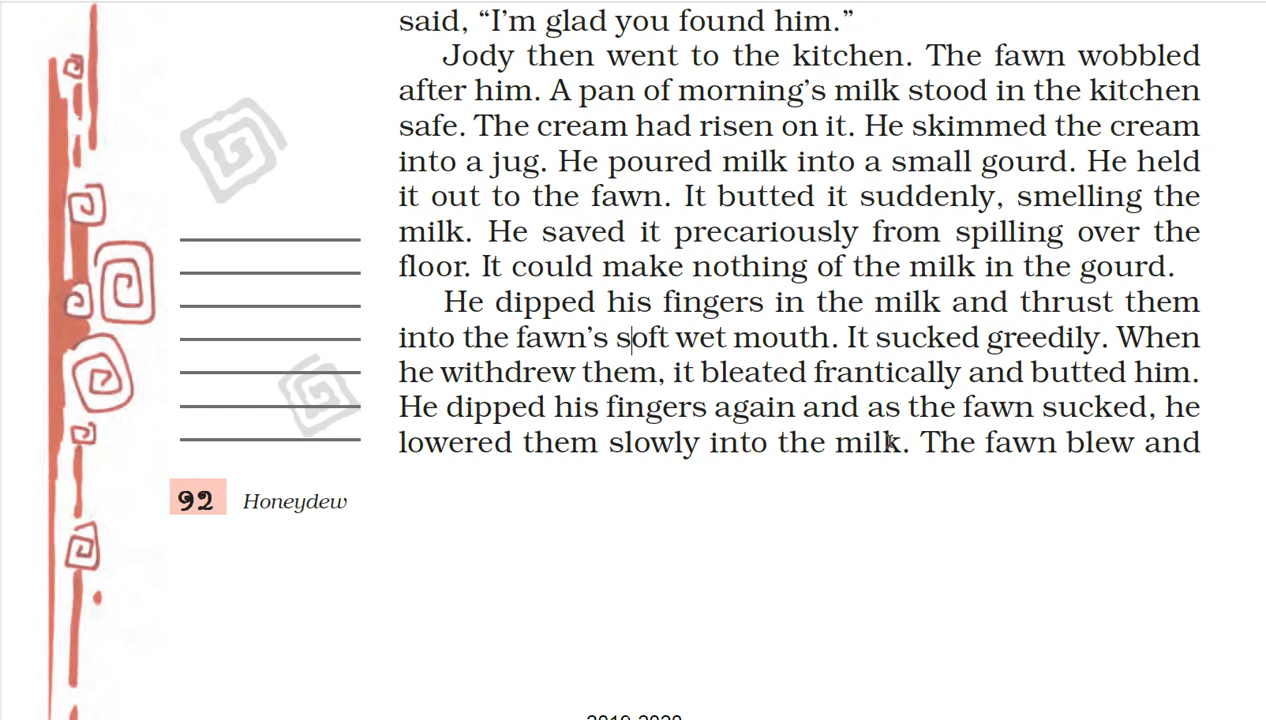 said, “I’m glad you found him.”
Jody then went to the kitchen. The fawn wobbled
after him. A pan of morning’s milk stood in the kitchen
safe. The cream had risen on it. He skimmed the cream
into a jug. He poured milk into a small gourd. He held
it out to the fawn. It butted it suddenly, smelling the
milk. He saved it precariously from spilling over the
floor. It could make nothing of the milk in the gourd.
He dipped his fingers in the milk and thrust them
into the fawn’s soft wet mouth. It sucked greedily. When
he withdrew them, it bleated frantically and butted him.
He dipped his fingers again and as the fawn sucked, he
lowered them slowly into the milk. The fawn blew and
92 Honeydew
2019-2020